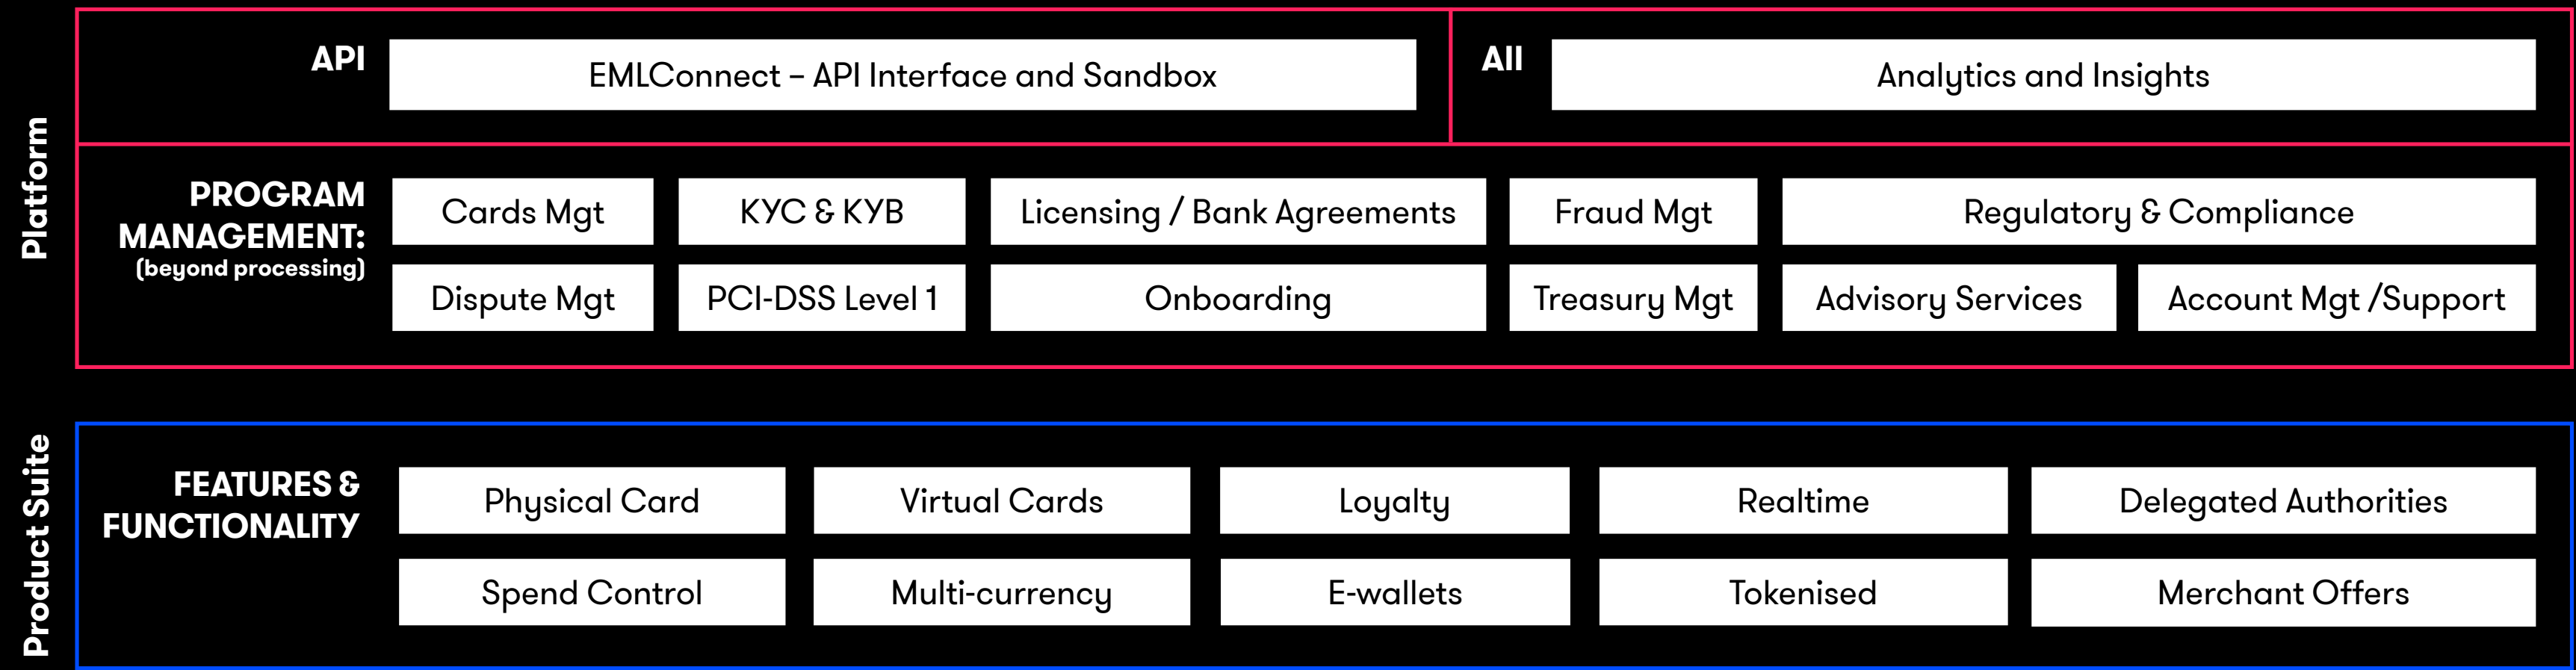 Platform
API
EMLConnect – API Interface and Sandbox
All
Analytics and Insights
PROGRAM
MANAGEMENT:
(beyond processing)
Cards Mgt
KYC & KYB
Licensing / Bank Agreements
Fraud Mgt
Regulatory & Compliance
Dispute Mgt
PCI-DSS Level 1
Onboarding
Treasury Mgt
Advisory Services
Account Mgt /Support
Product Suite
FEATURES &
FUNCTIONALITY
Physical Card
Virtual Cards
Loyalty
Realtime
Delegated Authorities
Spend Control
Multi-currency
E-wallets
Tokenised
Merchant Offers